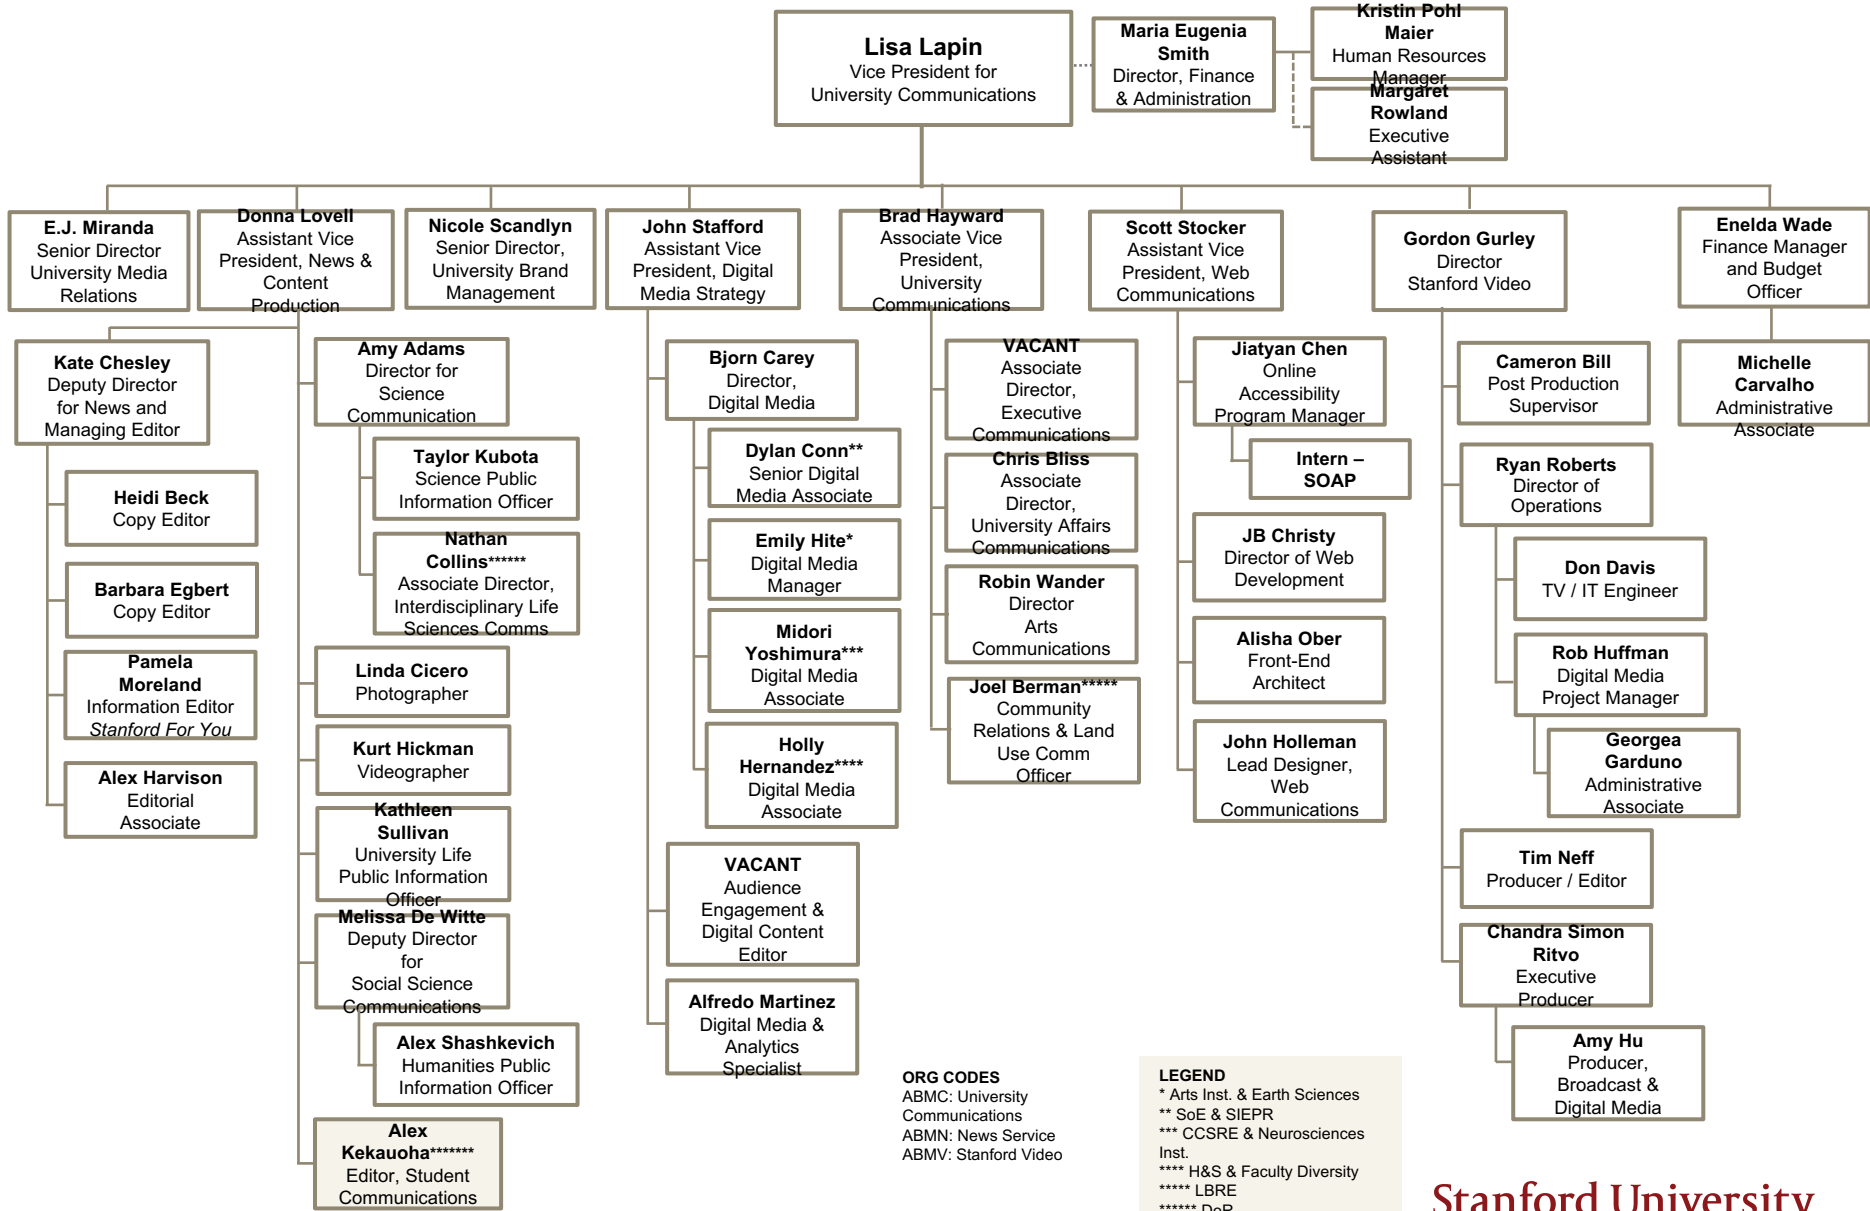 Lisa Lapin
Vice President for
University Communications
Maria Eugenia
Smith
Director, Finance
& Administration
Kristin Pohl
Maier
Human Resources
Manager
Margaret
Rowland
Executive
Assistant
E.J. Miranda
Senior Director
University Media
Relations
Donna Lovell
Assistant Vice
President, News &
Content
Production
Nicole Scandlyn
Senior Director,
University Brand
Management
John Stafford
Assistant Vice
President, Digital
Media Strategy
Brad Hayward
Associate Vice
President,
University
Communications
Scott Stocker
Assistant Vice
President, Web
Communications
Gordon Gurley
Director
Stanford Video
Enelda Wade
Finance Manager
and Budget
Officer
Kate Chesley
Deputy Director
for News and
Managing Editor
Heidi Beck
Copy Editor
Barbara Egbert
Copy Editor
Pamela
Moreland
Information Editor
Stanford For You
Alex Harvison
Editorial
Associate
Amy Adams
Director for
Science
Communication
Taylor Kubota
Science Public
Information Officer
Nathan
Collins******
Associate Director,
Interdisciplinary Life
Sciences Comms
Linda Cicero
Photographer
Kurt Hickman
Videographer
Kathleen
Sullivan
University Life
Public Information
Officer
Melissa De Witte
Deputy Director
for
Social Science
Communications
Alex Shashkevich
Humanities Public
Information Officer
Alex
Kekauoha*******
Editor, Student
Communications
Bjorn Carey
Director,
Digital Media
Dylan Conn**
Senior Digital
Media Associate
Emily Hite*
Digital Media
Manager
Midori
Yoshimura***
Digital Media
Associate
Holly
Hernandez****
Digital Media
Associate
VACANT
Audience
Engagement &
Digital Content
Editor
Alfredo Martinez
Digital Media &
Analytics
Specialist
VACANT
Associate
Director,
Executive
Communications
Chris Bliss
Associate
Director,
University Affairs
Communications
Robin Wander
Director
Arts
Communications
Joel Berman*****
Community
Relations & Land
Use Comm
Officer
Jiatyan Chen
Online
Accessibility
Program Manager
Intern –
SOAP
JB Christy
Director of Web
Development
Alisha Ober
Front-End
Architect
John Holleman
Lead Designer,
Web
Communications
Cameron Bill
Post Production
Supervisor
Ryan Roberts
Director of
Operations
Don Davis
TV / IT Engineer
Rob Huffman
Digital Media
Project Manager
Georgea
Garduno
Administrative
Associate
Tim Neff
Producer / Editor
Chandra Simon
Ritvo
Executive
Producer
Amy Hu
Producer,
Broadcast &
Digital Media
Michelle
Carvalho
Administrative
Associate
ORG CODES
ABMC: University
Communications
ABMN: News Service
ABMV: Stanford Video
LEGEND
* Arts Inst. & Earth Sciences
** SoE & SIEPR
*** CCSRE & Neurosciences
Inst.
**** H&S & Faculty Diversity
***** LBRE
****** DoR
Stanford University